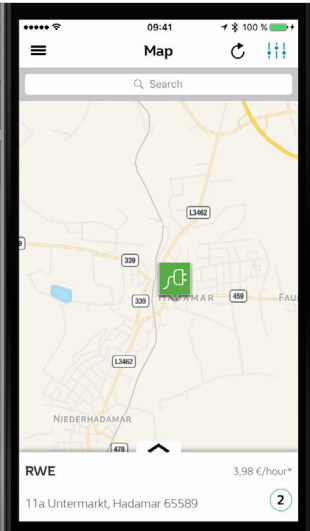 09:41
100 %
Map
Search
L3462
9
339
339
HADAMAR
459
FAU
L3462
NIEDERHADAMAR
478
RWE
3,98 €/hour*
11a Untermarkt, Hadamar 65589
2